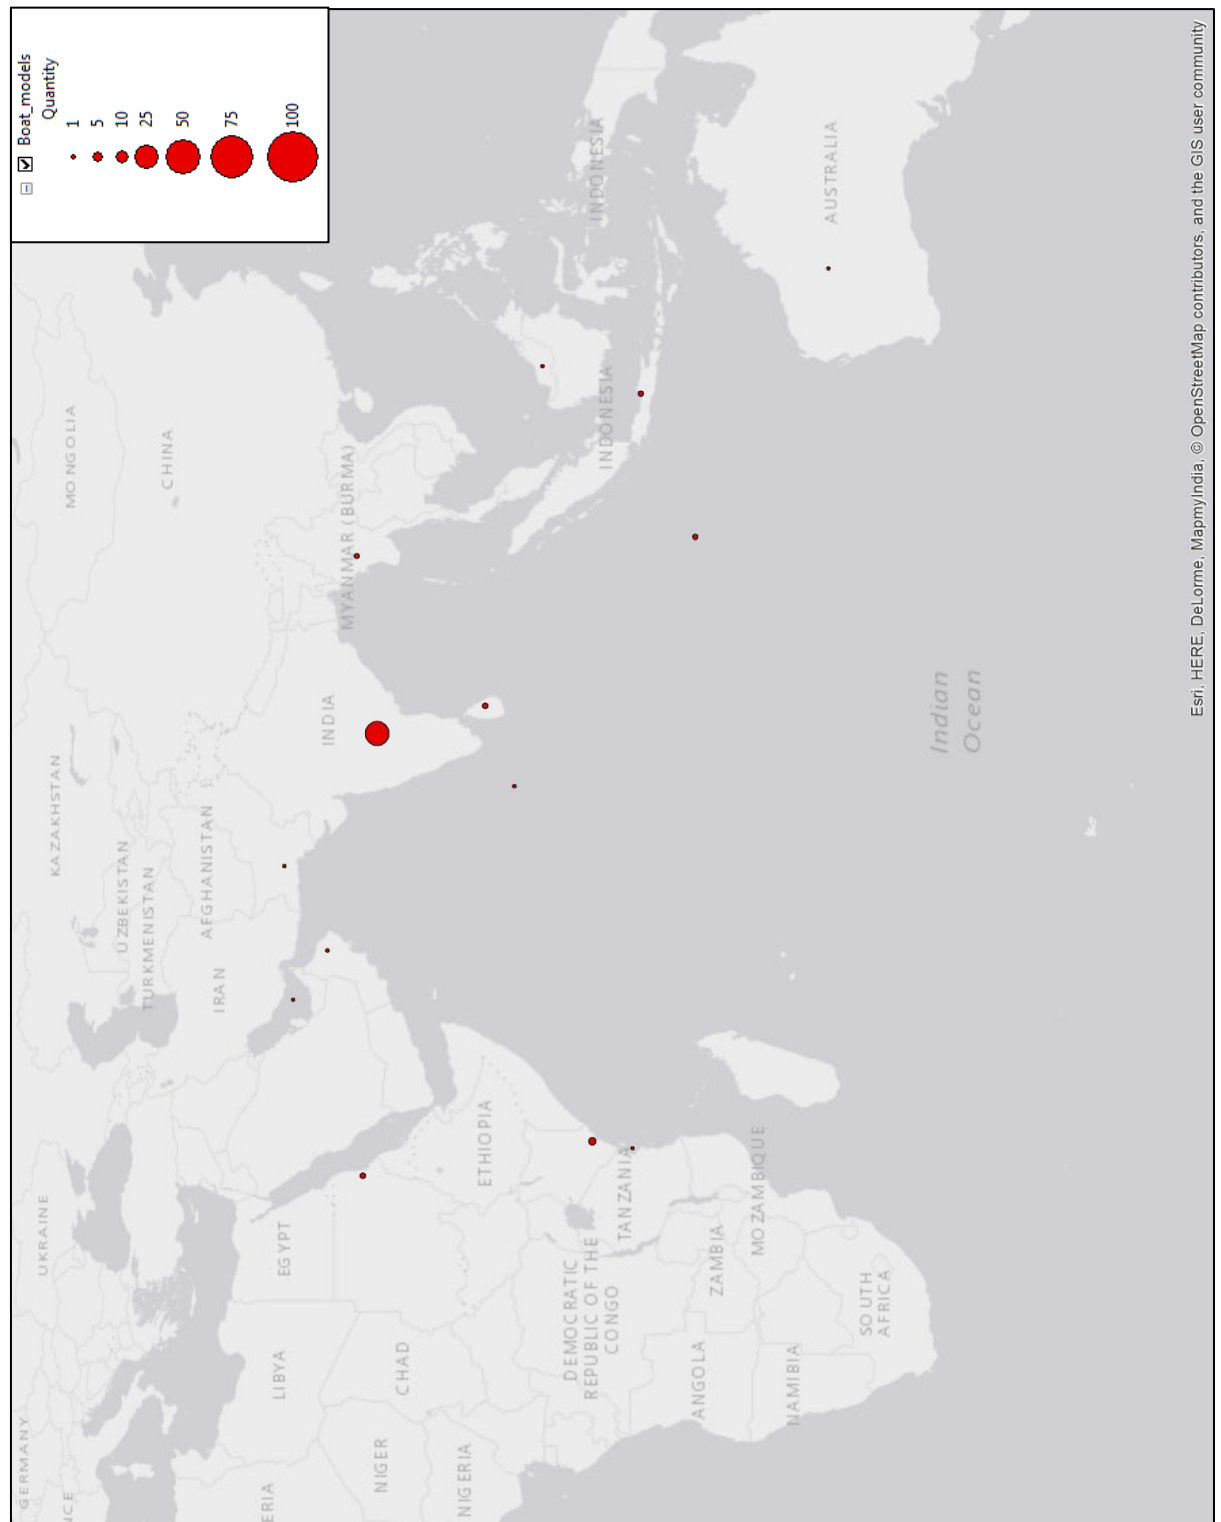 Boat_models
Quantity
1
5
10
25
50
75
100
GERMANY
NCE
UKRAINE
KAZAKHSTAN
MONGOLIA
UZBEKISTAN
TURKMENISTAN
AFGHANISTAN
IRAN
CHINA
ERIA
LIBYA
EGYPT
INDIA
MYANMAR (BURMA)
NIGER
CHAD
NIGERIA
ETHIOPIA
DEMOCRATIC
REPUBLIC OF THE
CONGO
TANZANIA
INDONESIA
INDONESIA
ANGOLA
ZAMBIA
MOZAMBIQUE
NAMIBIA
SOUTH
AFRICA
AUSTRALIA
Indian
Ocean
Esri, HERE, DeLorme, MapmyIndia, © OpenStreetMap contributors, and the GIS user community